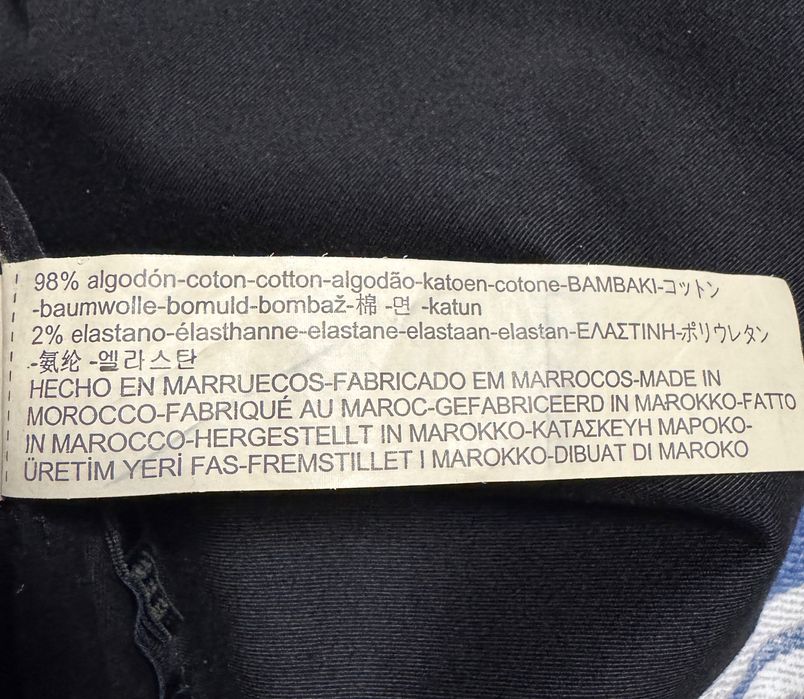 98% algodón-coton-cotton-algodão-katoen-cotone-BAMBAKI-コットン
-baumwolle-bomuld-bombaž-棉 -면 -katun
2% elastano-élasthanne-elastane-elastaan-elastan-ΕΛΑΣΤΙΝΗ-ポリウレタン
-氨纶 -엘라스탄
HECHO EN MARRUECOS-FABRICADO EM MARROCOS-MADE IN
MOROCCO-FABRIQUÉ AU MAROC-GEFABRICEERD IN MAROKKO-FATTO
IN MAROCCO-HERGESTELLT IN MAROKKO-ΚΑΤΑΣΚΕΥΗ ΜΑΡΟΚΟ-
ÜRETİM YERİ FAS-FREMSTILLET I MAROKKO-DIBUAT DI MAROKO